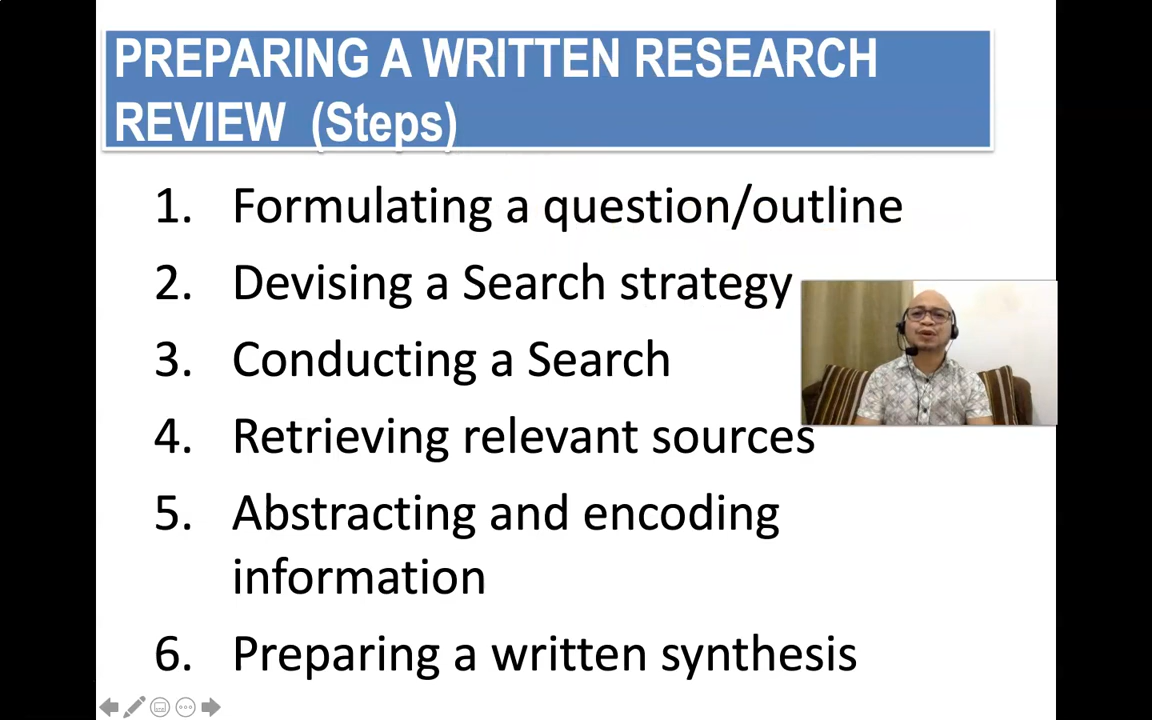 PREPARING A WRITTEN RESEARCH
REVIEW (Steps)
1. Formulating a question/outline
2. Devising a Search strategy
3. Conducting a Search
4. Retrieving relevant sources
5. Abstracting and encoding
information
6. Preparing a written synthesis